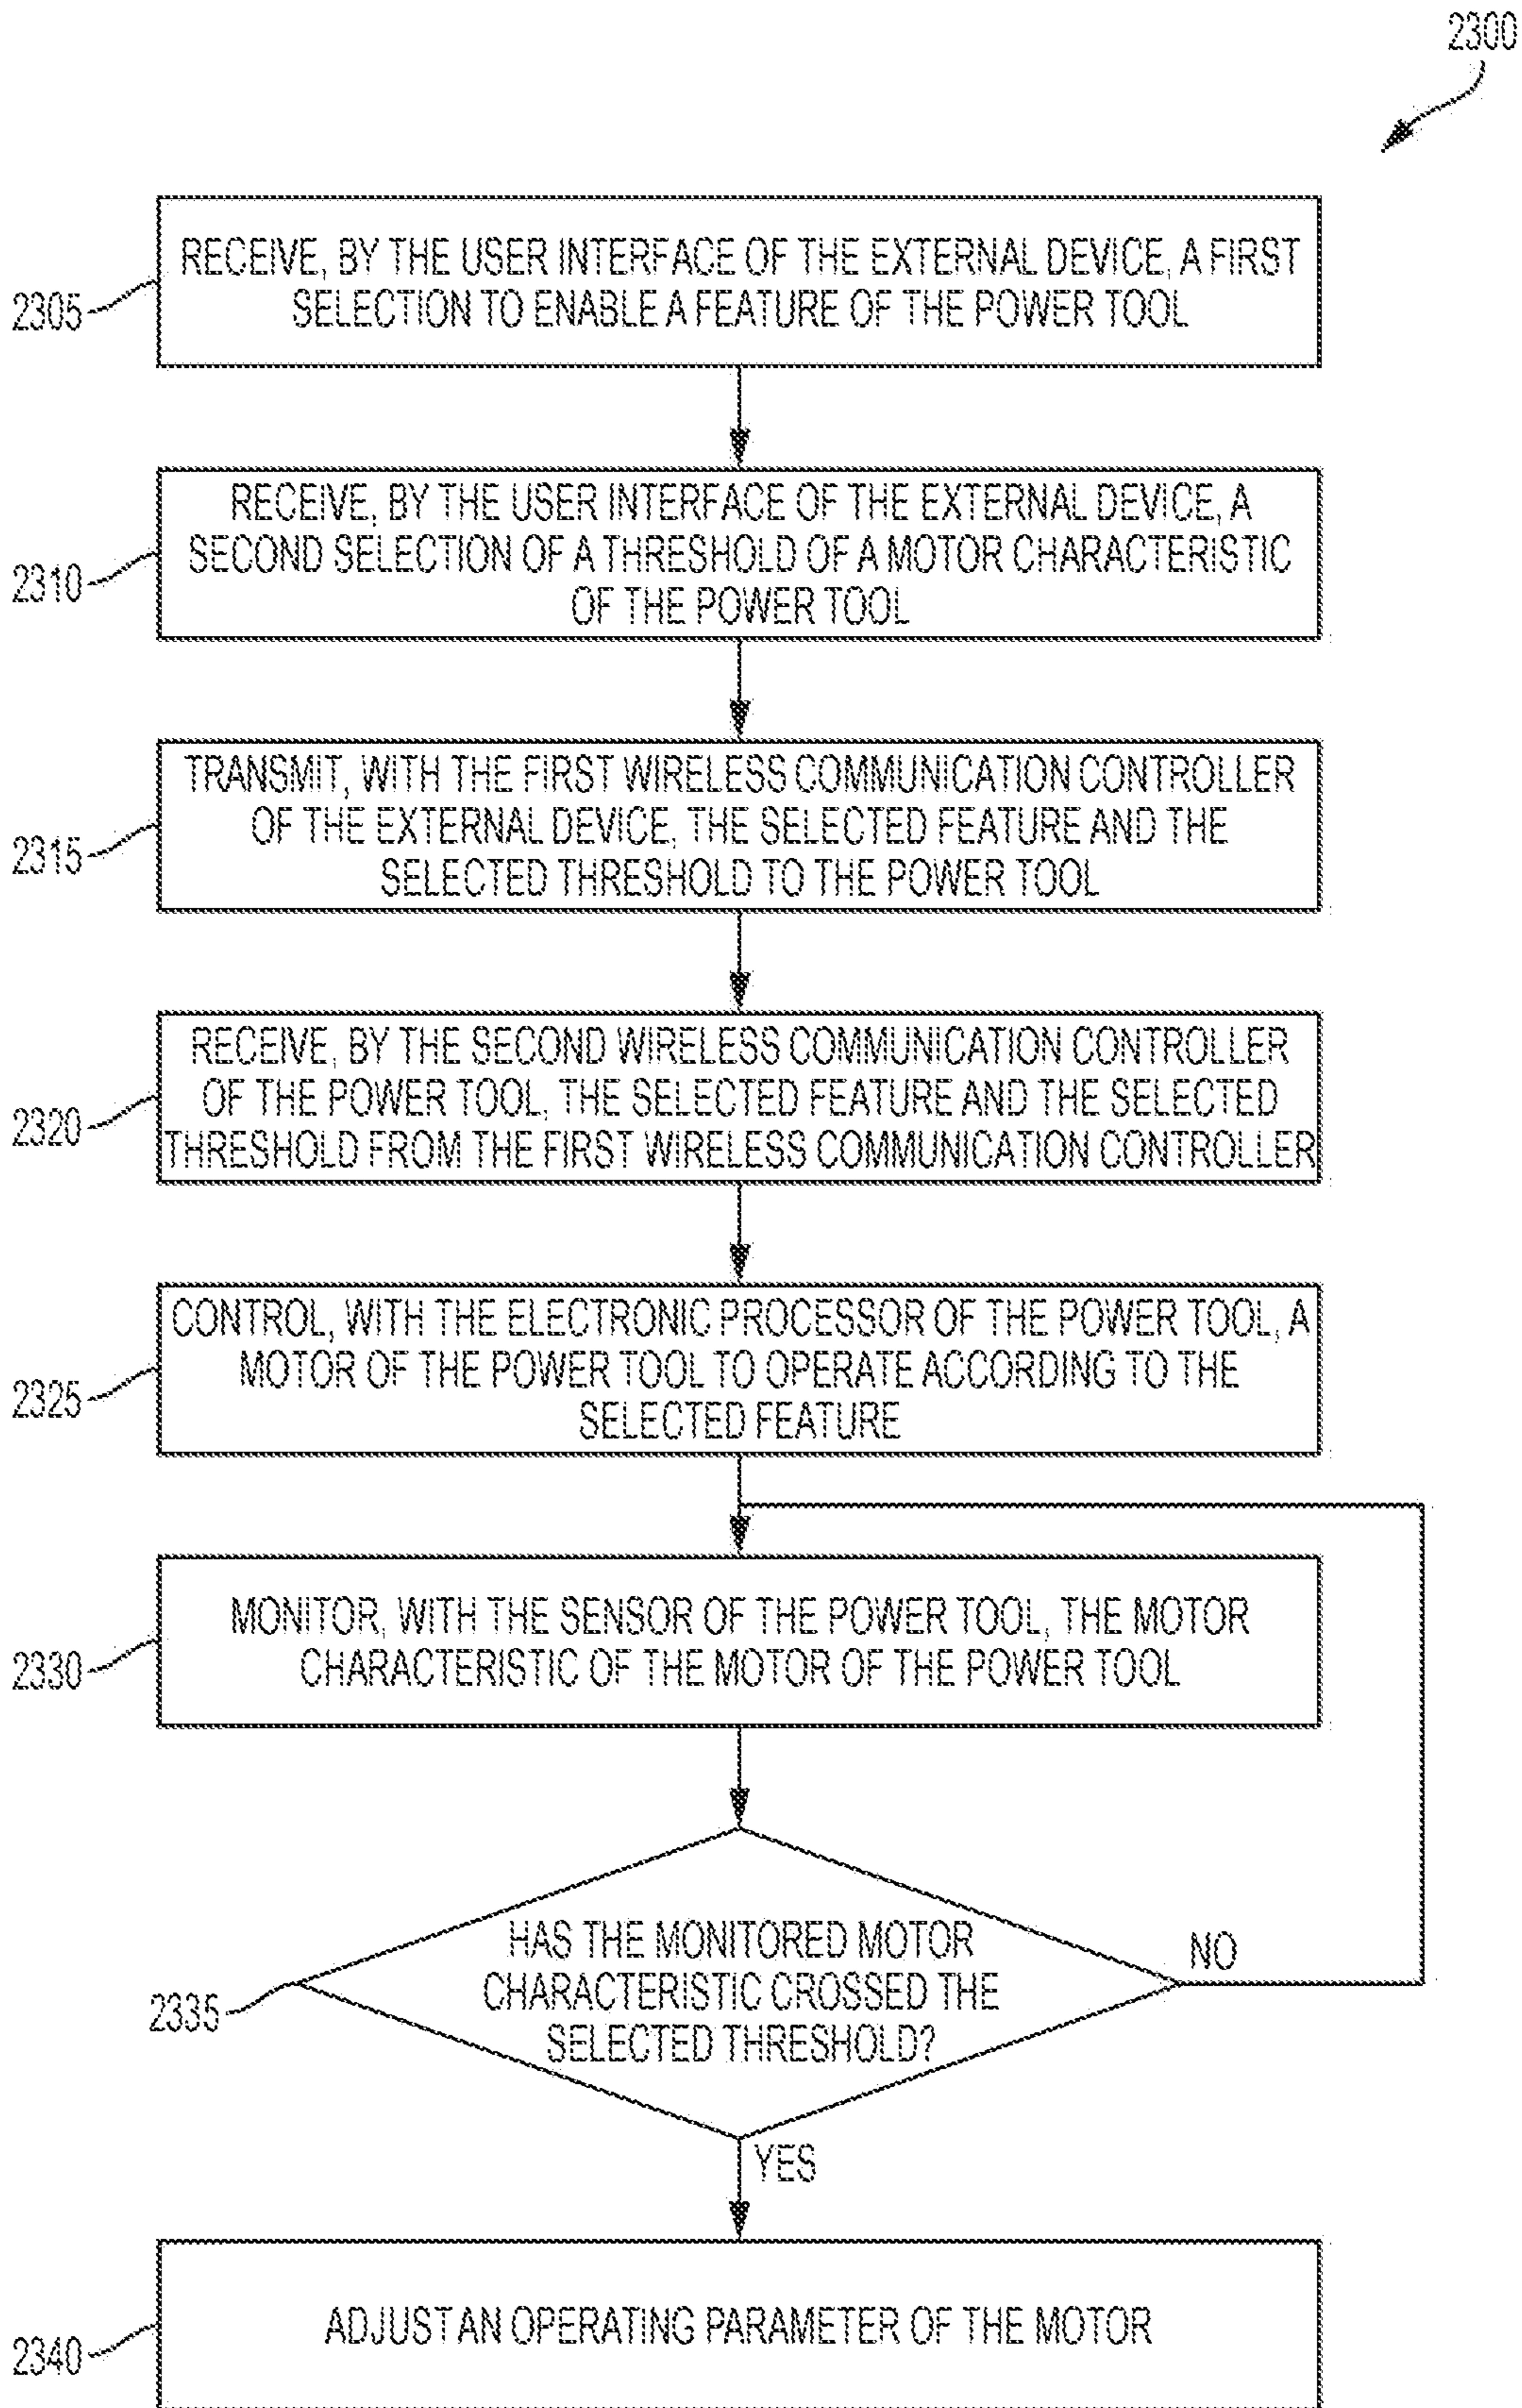 2300
RECEIVE, BY THE USER INTERFACE OF THE EXTERNAL DEVICE, A FIRST
SELECTION TO ENABLE A FEATURE OF THE POWER TOOL
2305
RECEIVE, BY THE USER INTERFACE OF THE EXTERNAL DEVICE, A
SECOND SELECTION OF A THRESHOLD OF A MOTOR CHARACTERISTIC
OF THE POWER TOOL
2310
TRANSMIT, WITH THE FIRST WIRELESS COMMUNICATION CONTROLLER
OF THE EXTERNAL DEVICE, THE SELECTED FEATURE AND THE
SELECTED THRESHOLD TO THE POWER TOOL
2315
RECEIVE, BY THE SECOND WIRELESS COMMUNICATION CONTROLLER
OF THE POWER TOOL, THE SELECTED FEATURE AND THE SELECTED
THRESHOLD FROM THE FIRST WIRELESS COMMUNICATION CONTROLLER
2320
CONTROL, WITH THE ELECTRONIC PROCESSOR OF THE POWER TOOL, A
MOTOR OF THE POWER TOOL TO OPERATE ACCORDING TO THE
SELECTED FEATURE
2325
MONITOR, WITH THE SENSOR OF THE POWER TOOL, THE MOTOR
CHARACTERISTIC OF THE MOTOR OF THE POWER TOOL
2330
HAS THE MONITORED MOTOR
CHARACTERISTIC CROSSED THE
SELECTED THRESHOLD?
NO
2335
YES
ADJUST AN OPERATING PARAMETER OF THE MOTOR
2340